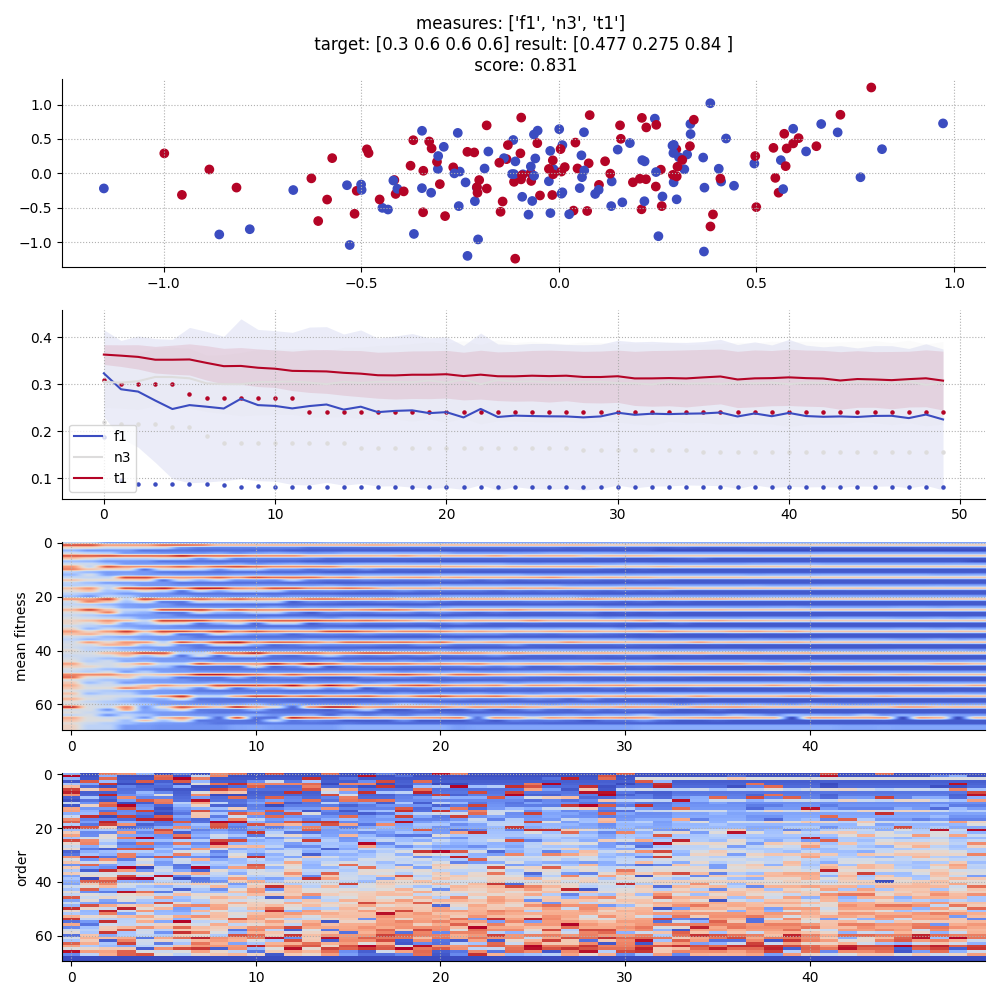 measures: ['f1', 'n3', 't1']
target: [0.3 0.6 0.6 0.6] result: [0.477 0.275 0.84 ]
score: 0.831
1.0
0.5
0.0
−0.5
−1.0
−1.0 −0.5 0.0 0.5 1.0
0.4
0.3
0.2
0.1
f1
n3
t1
0 10 20 30 40 50
mean fitness
0
20
40
60
0 10 20 30 40
order
0
20
40
60
0 10 20 30 40